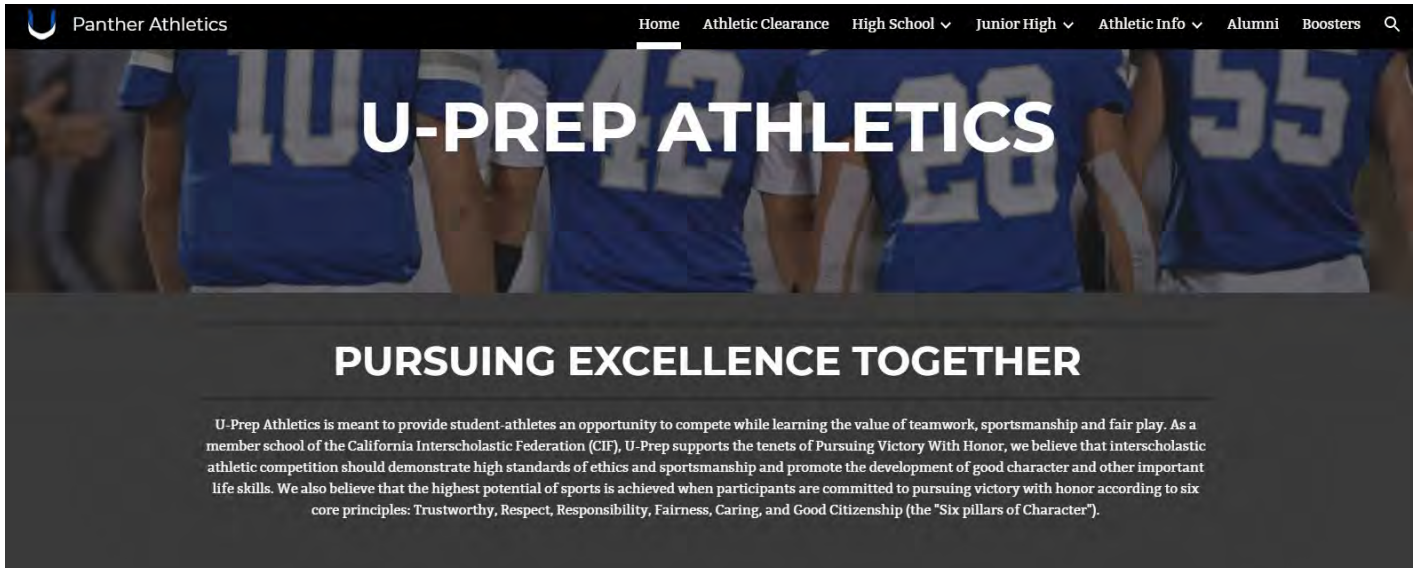 Panther Athletics
Home Athletic Clearance High School Junior High Athletic Info Alumni Boosters
10 42 28 55
U-PREP ATHLETICS
PURSUING EXCELLENCE TOGETHER
U-Prep Athletics is meant to provide student-athletes an opportunity to compete while learning the value of teamwork, sportsmanship and fair play. As a
member school of the California Interscholastic Federation (CIF), U-Prep supports the tenets of Pursuing Victory With Honor, we believe that interscholastic
athletic competition should demonstrate high standards of ethics and sportsmanship and promote the development of good character and other important
life skills. We also believe that the highest potential of sports is achieved when participants are committed to pursuing victory with honor according to six
core principles: Trustworthy, Respect, Responsibility, Fairness, Caring, and Good Citizenship (the "Six pillars of Character").